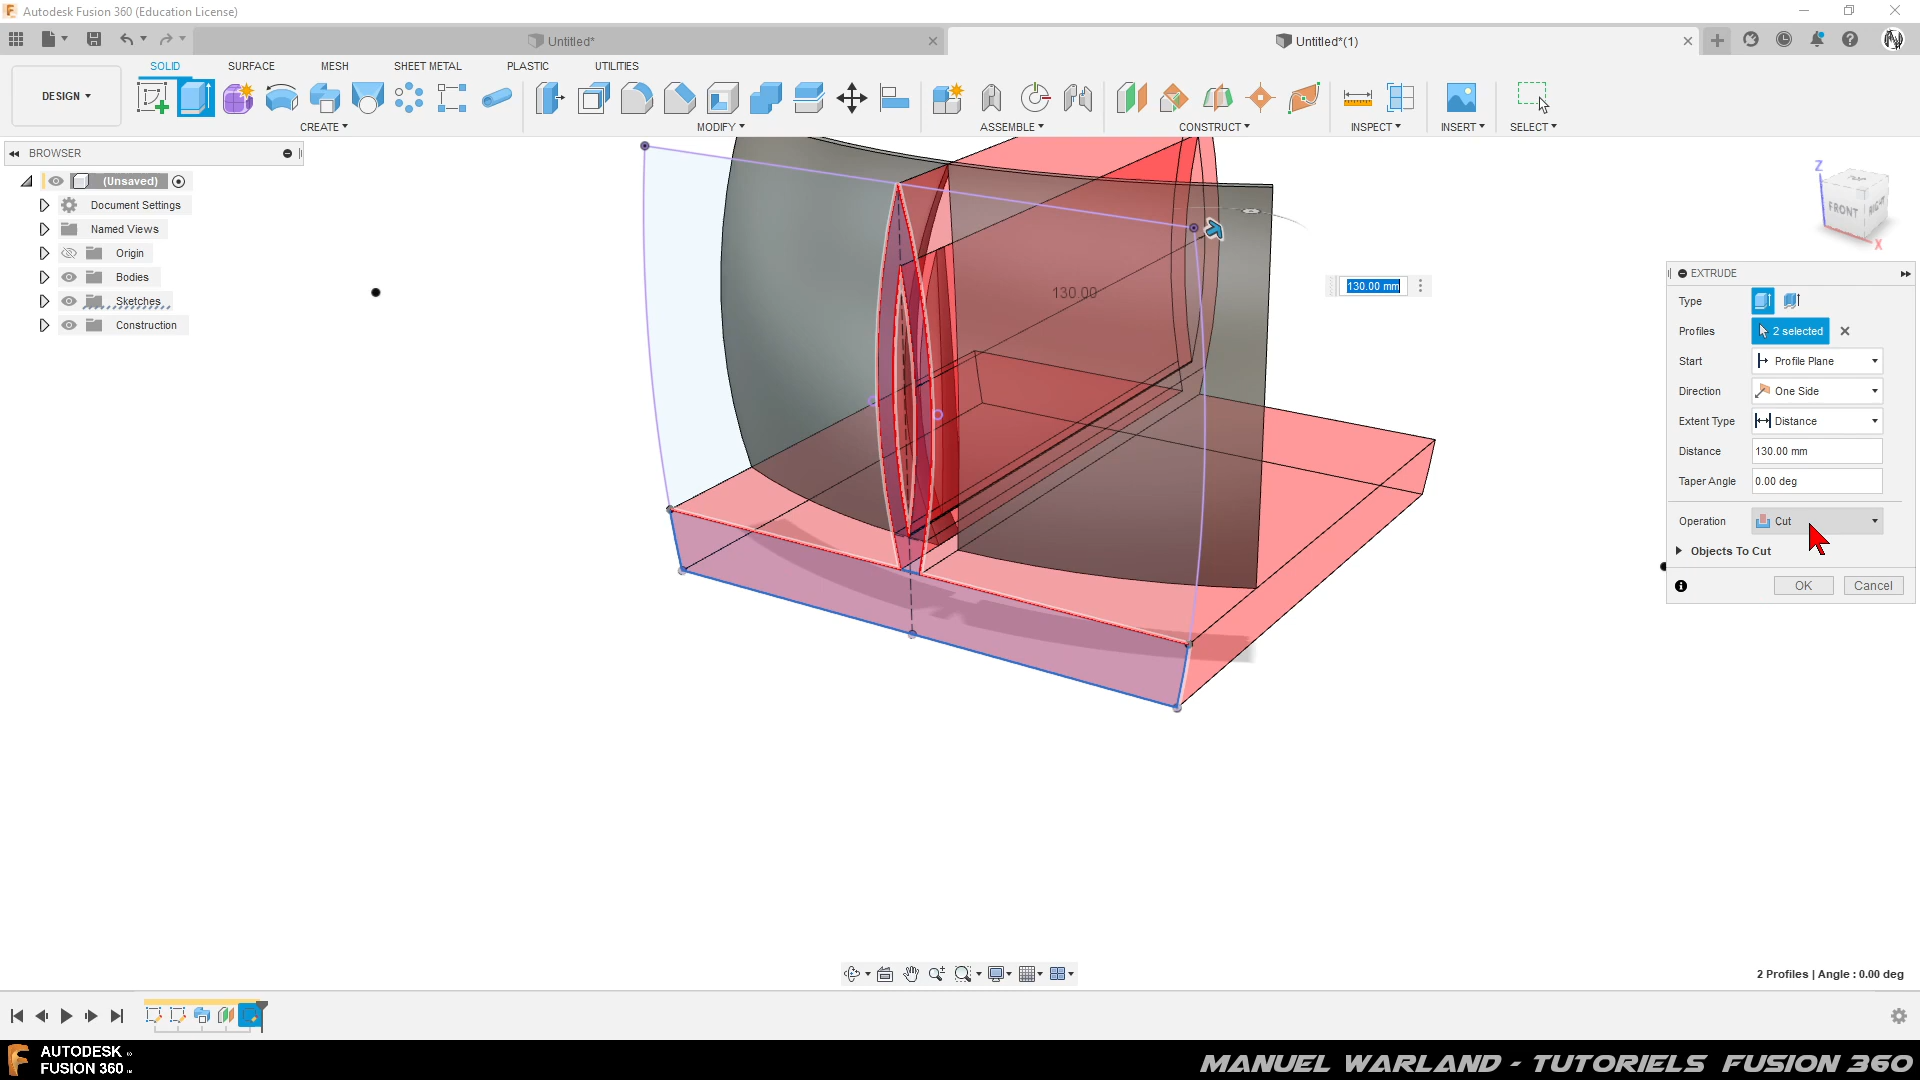 Autodesk Fusion 360 (Education License)
Untitled*
Untitled*(1)
DESIGN
SOLID
SURFACE
MESH
SHEET METAL
PLASTIC
UTILITIES
CREATE
MODIFY
ASSEMBLE
CONSTRUCT
INSPECT
INSERT
SELECT
BROWSER
(Unsaved)
Document Settings
Named Views
Origin
Bodies
Sketches
Construction
130.00
130.00 mm
Z
TOP
FRONT
RIGHT
X
EXTRUDE
Type
Profiles
2 selected
Start
Profile Plane
Direction
One Side
Extent Type
Distance
Distance
130.00 mm
Taper Angle
0.00 deg
Operation
Cut
Objects To Cut
OK
Cancel
2 Profiles | Angle : 0.00 deg
AUTODESK
FUSION 360
MANUEL WARLAND - TUTORIELS FUSION 360